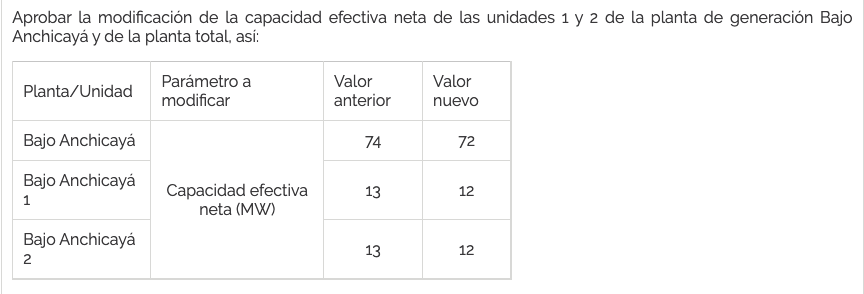 Aprobar la modificación de la capacidad efectiva neta de las unidades 1 y 2 de la planta de generación Bajo
Anchicayá y de la planta total, así:
Planta/Unidad
Parámetro a
modificar
Valor
anterior
Valor
nuevo
Bajo Anchicayá
Capacidad efectiva
neta (MW)
74
72
Bajo Anchicayá
1
13
12
Bajo Anchicayá
2
13
12